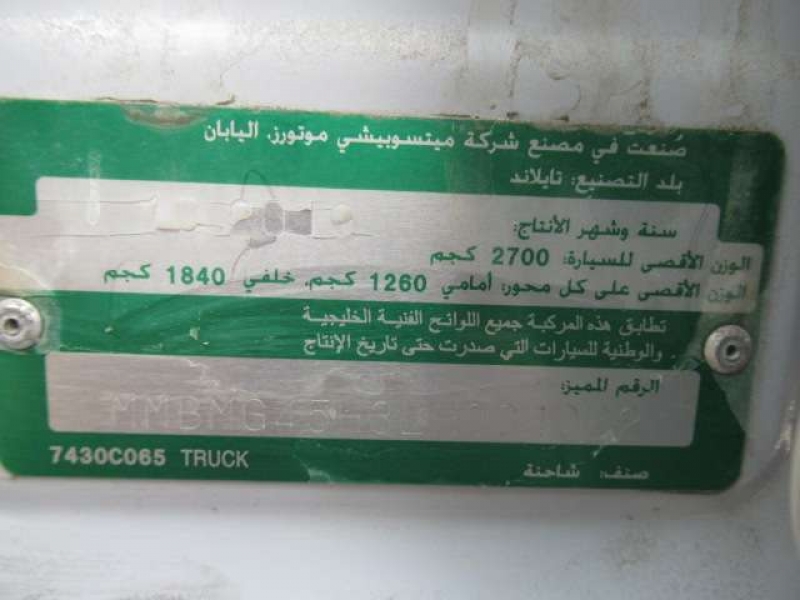 صُنعت في مصنع شركة ميتسوبيشي موتورز، اليابان
بلد التصنيع: تايلاند
سنة وشهر الأنتاج:
الوزن الأقصى للسيارة: 2700 كجم
الوزن الأقصى على كل محور: أمامي 1260 كجم، خلفي 1840 كجم
تطابق هذه المركبة جميع اللوائح الفنية الخليجية
والوطنية للسيارات التي صدرت حتى تاريخ الإنتاج .
الرقم المميز:
صنف: شاحنة
7430C065 TRUCK